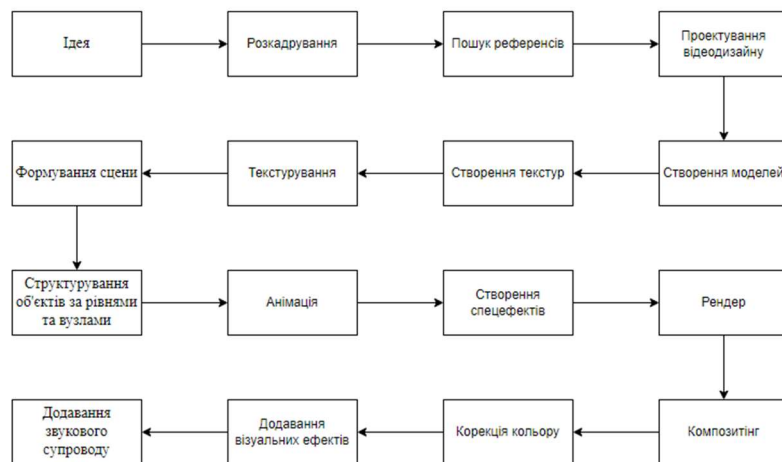 Ідея
Розкадрування
Пошук референсів
Проектування
відеодизайну
Створення моделей
Створення текстур
Текстурування
Формування сцени
Структурування
об'єктів за рівнями
та вузлами
Анімація
Створення
спецефектів
Рендер
Композитінг
Корекція кольору
Додавання
візуальних ефектів
Додавання
звукового
супроводу